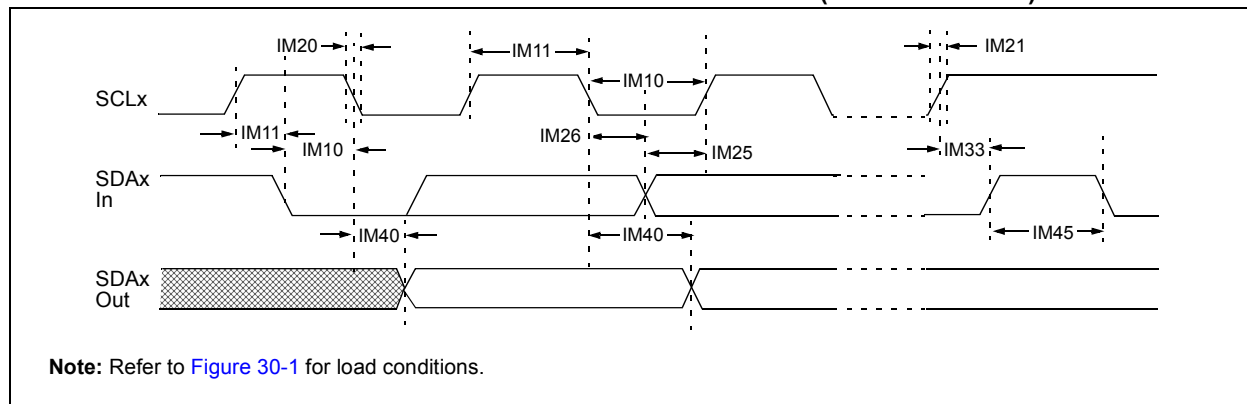 IM20
IM11
IM21
IM10
SCLx
IM11
IM26
IM10
IM25
IM33
SDAx
In
IM40
IM40
IM45
SDAx
Out
Note: Refer to Figure 30-1 for load conditions.